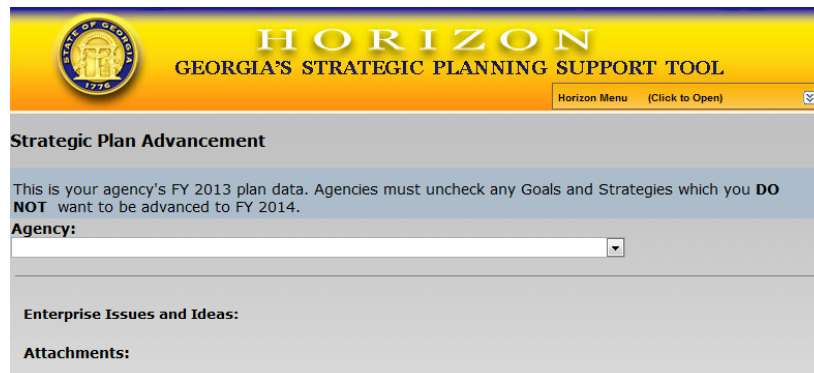 STATE OF GEORGIA
1776
HORIZON
GEORGIA'S STRATEGIC PLANNING SUPPORT TOOL
Horizon Menu (Click to Open)
Strategic Plan Advancement
This is your agency's FY 2013 plan data. Agencies must uncheck any Goals and Strategies which you DO
NOT want to be advanced to FY 2014.
Agency:
Enterprise Issues and Ideas:
Attachments: